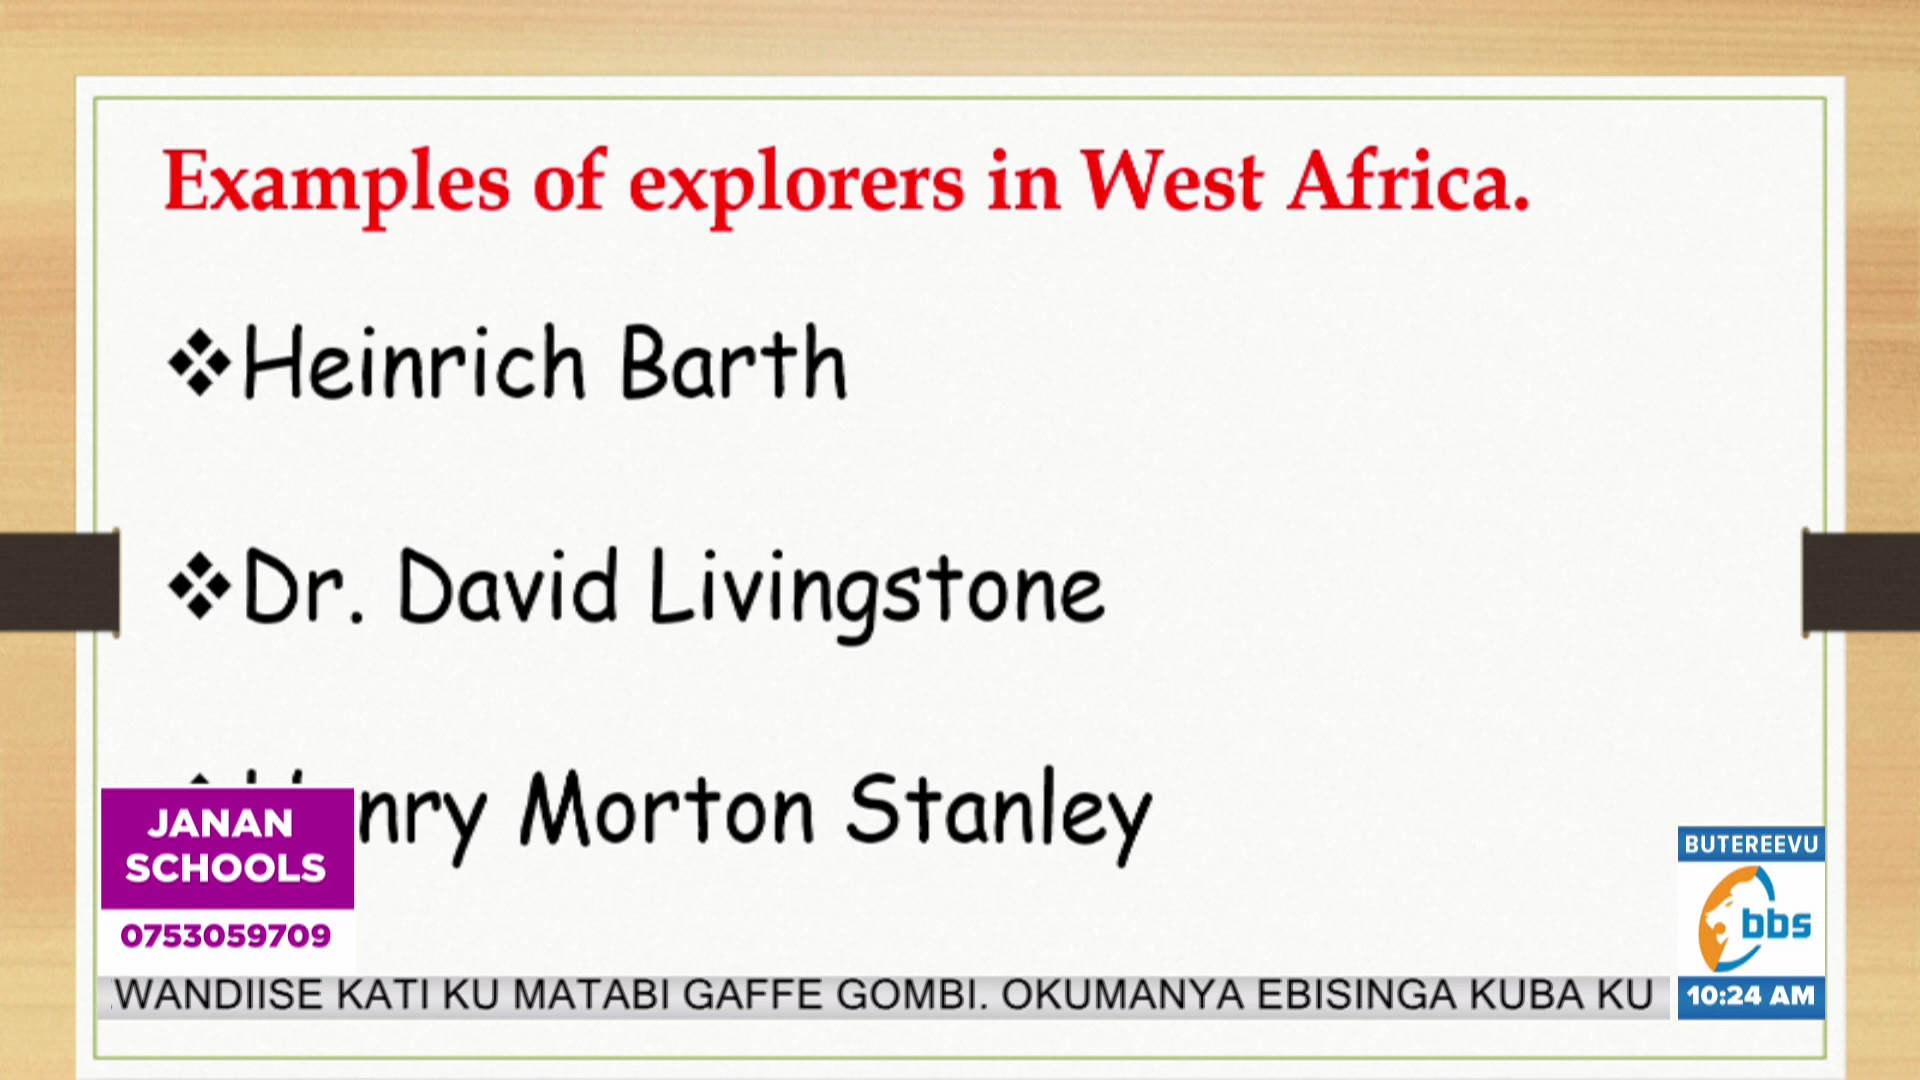 Examples of explorers in West Africa.
❖Heinrich Barth
❖Dr. David Livingstone
Morton Stanley
JANAN
SCHOOLS
0753059709
BUTEREEVU
bbs
10:24 AM
WANDIISE KATI KU MATABI GAFFE GOMBI. OKUMANYA EBISINGA KUBA KU